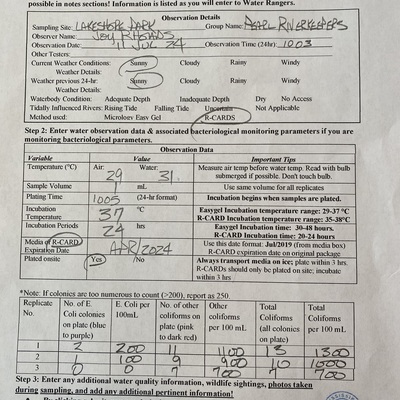 possible in notes sections! Information is listed as you will enter to Water Rangers.
Observation Details
Sampling Site: LAKESHORE PARK Group Name: PEARL RIVERKEEPERS
Observer Name: JON RHOADS
Observation Date: 11 JUL 24 Observation Time (24hr): 1003
Other Testers:
Current Weather Conditions: Sunny Cloudy Rainy Windy
Weather Details:
Weather previous 24-hr: Sunny Cloudy Rainy Windy
Weather Details:
Waterbody Condition: Adequate Depth Inadequate Depth Dry No Access
Tidally Influenced Rivers: Rising Tide Falling Tide Uncertain Not Applicable
Method used: Microloey Easy Gel R-CARDS
Step 2: Enter water observation data & associated bacteriological monitoring parameters if you are
monitoring bacteriological parameters.
Observation Data
Variable Value Important Tips
Temperature (°C) Air: 29 Water: 31 Measure air temp before water temp. Read with bulb
submerged if possible. Don't touch bulb.
Sample Volume 1 mL Use same volume for all replicates
Plating Time 1005 (24-hr format) Incubation begins when samples are plated.
Incubation Temperature 37 °C Easygel Incubation temperature range: 29-37 °C
R-CARD Incubation temperature range: 35-38°C
Incubation Periods 24 hrs Easygel Incubation time: 30-48 hours.
R-CARD Incubation time: 20-24 hours
Media or R-CARD Expiration Date APR/2024 Use this date format: Jul/2019 (from media box)
R-CARD expiration date on original package
Plated onsite Yes /No Always transport media on ice; plate within 3 hrs.
R-CARDs should only be plated on site; incubate
within 3 hrs
*Note: If colonies are too numerous to count (>200), report as 250.
Replicate No. No. of E. Coli colonies on plate (blue to purple) E. Coli per 100mL No. of other coliforms on plate (pink to dark red) Other coliforms per 100 mL Total Coliforms (all colonies on plate) Total Coliforms per 100 mL
1 2 200 11 1100 13 1300
2 1 100 9 900 10 1000
3 0 0 7 700 7 700
Step 3: Enter any additional water quality information, wildlife sightings, photos taken
during sampling, and add any additional pertinent information!